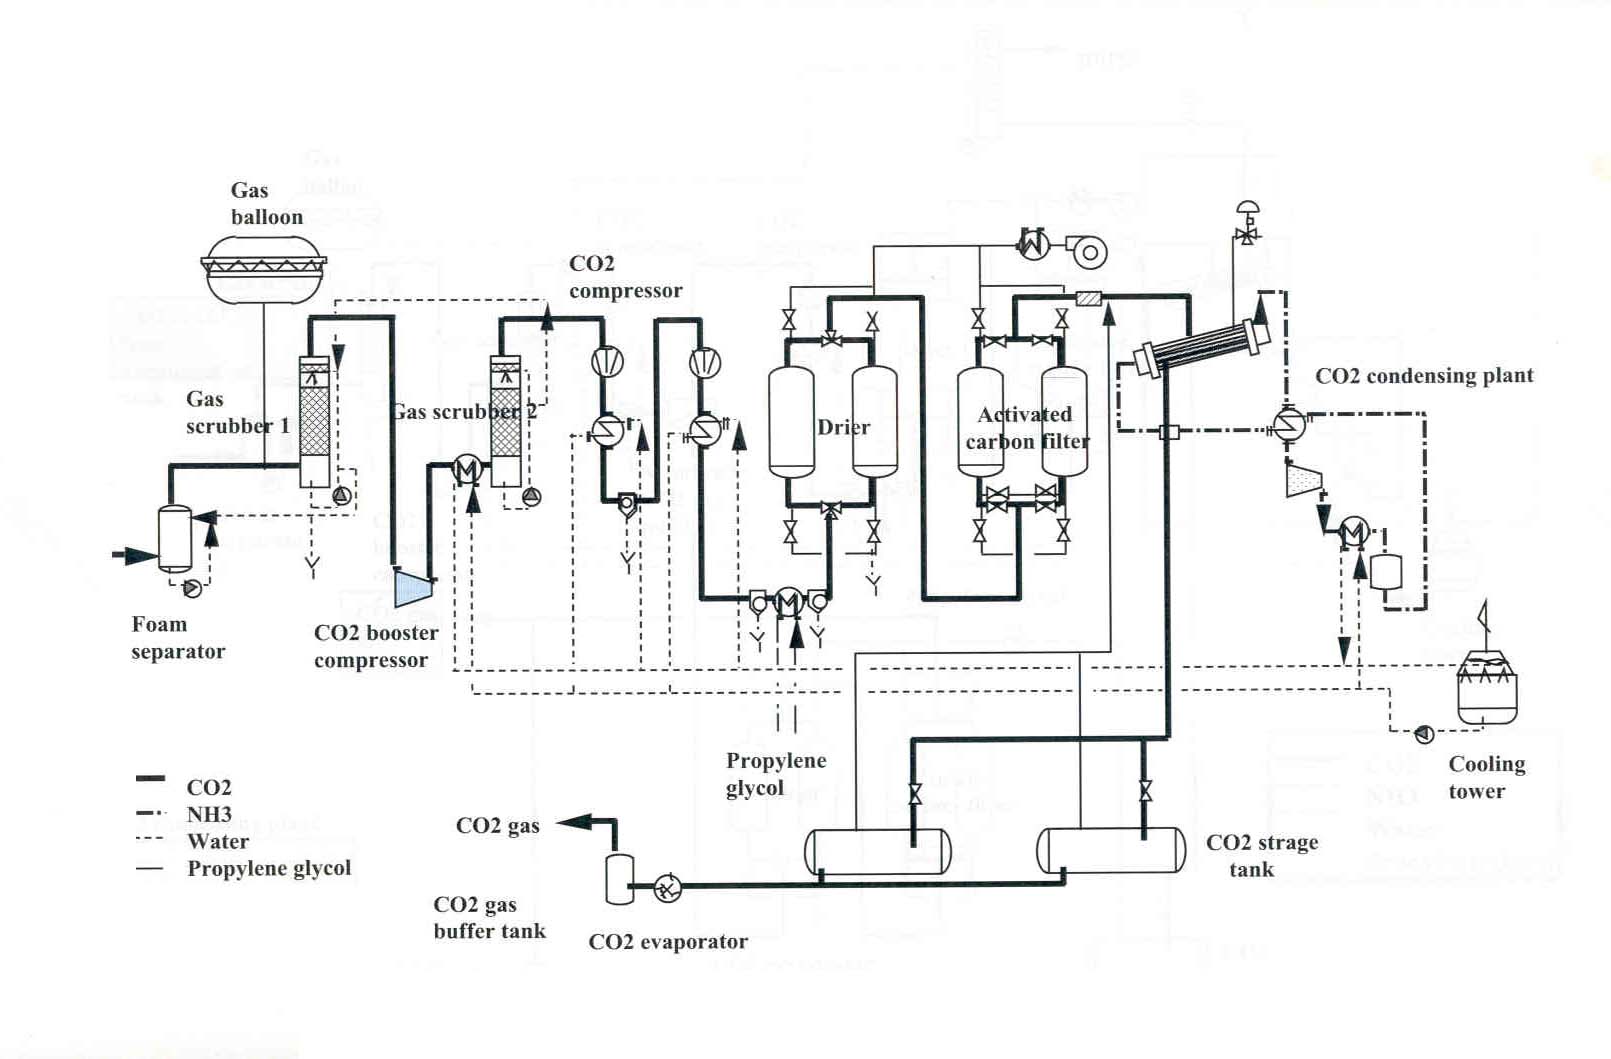 Gas
balloon
CO2
compressor
Gas
scrubber 1
Gas scrubber 2
Drier
Activated
carbon filter
CO2 condensing plant
Foam
separator
CO2 booster
compressor
Propylene
glycol
Cooling
tower
CO2
NH3
Water
Propylene glycol
CO2 gas
CO2 gas
buffer tank
CO2 evaporator
CO2 strage
tank